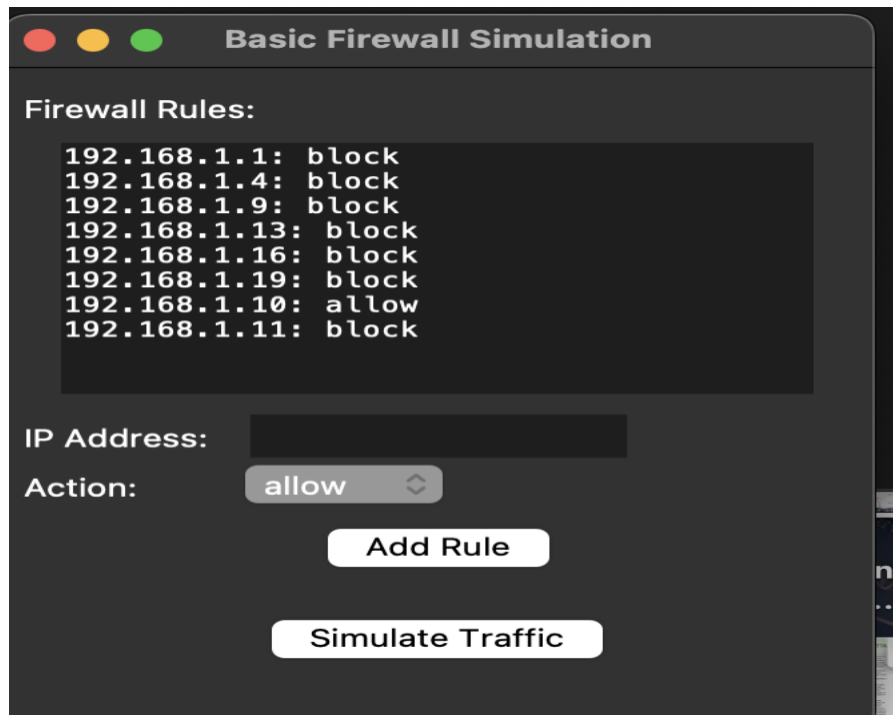 Basic Firewall Simulation
Firewall Rules:
192.168.1.1: block
192.168.1.4: block
192.168.1.9: block
192.168.1.13: block
192.168.1.16: block
192.168.1.19: block
192.168.1.10: allow
192.168.1.11: block
IP Address:
Action: allow
Add Rule
Simulate Traffic